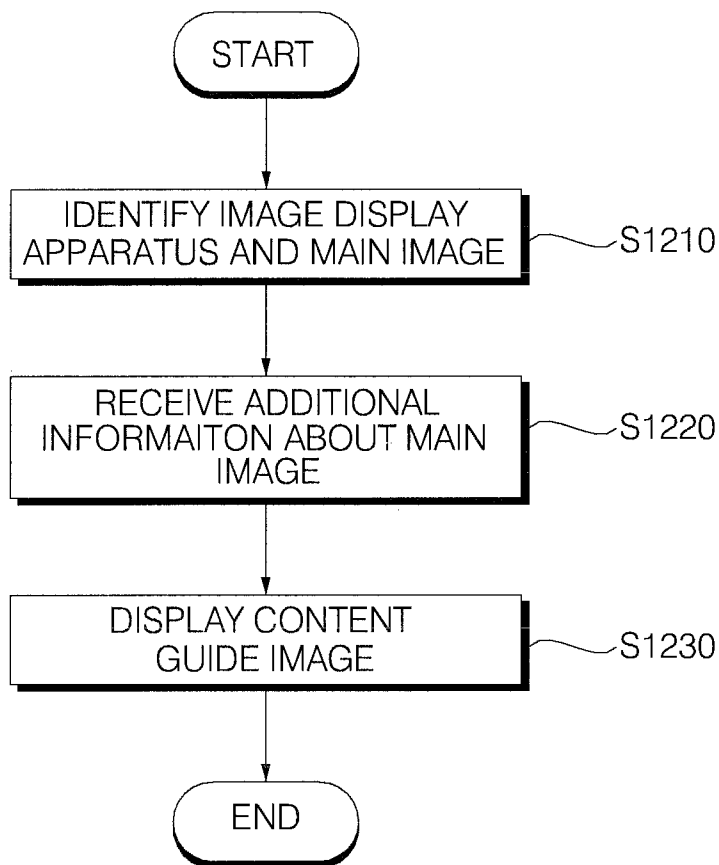 START
IDENTIFY IMAGE DISPLAY
APPARATUS AND MAIN IMAGE
S1210
RECEIVE ADDITIONAL
INFORMAITON ABOUT MAIN
IMAGE
S1220
DISPLAY CONTENT
GUIDE IMAGE
S1230
END